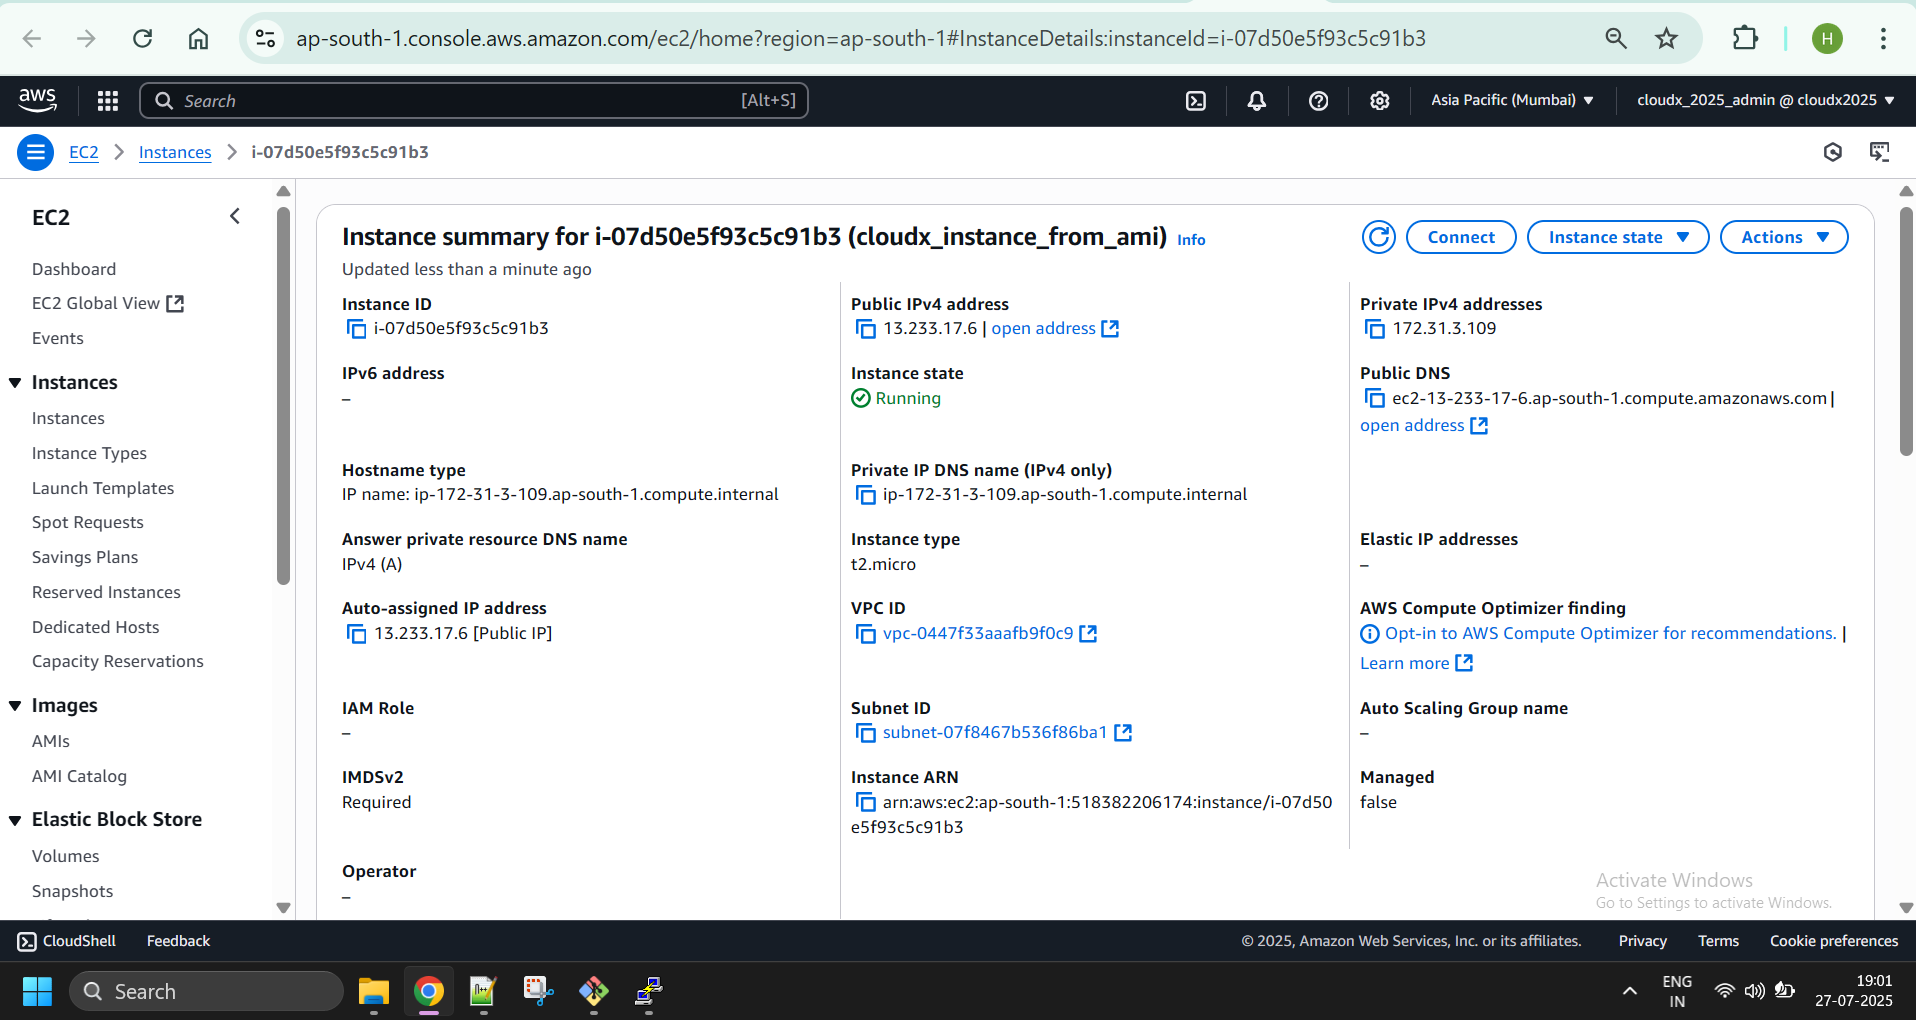 ap-south-1.console.aws.amazon.com/ec2/home?region=ap-south-1#InstanceDetails:instanceId=i-07d50e5f93c5c91b3
H
aws
Search
[Alt+S]
Asia Pacific (Mumbai)
cloudx_2025_admin @ cloudx2025
EC2 > Instances > i-07d50e5f93c5c91b3
EC2
Dashboard
EC2 Global View
Events
Instances
Instances
Instance Types
Launch Templates
Spot Requests
Savings Plans
Reserved Instances
Dedicated Hosts
Capacity Reservations
Images
AMIs
AMI Catalog
Elastic Block Store
Volumes
Snapshots
Instance summary for i-07d50e5f93c5c91b3 (cloudx_instance_from_ami) Info
Updated less than a minute ago
Connect
Instance state
Actions
Instance ID
i-07d50e5f93c5c91b3
Public IPv4 address
13.233.17.6 | open address
Private IPv4 addresses
172.31.3.109
IPv6 address
–
Instance state
Running
Public DNS
ec2-13-233-17-6.ap-south-1.compute.amazonaws.com |
open address
Hostname type
IP name: ip-172-31-3-109.ap-south-1.compute.internal
Private IP DNS name (IPv4 only)
ip-172-31-3-109.ap-south-1.compute.internal
Answer private resource DNS name
IPv4 (A)
Instance type
t2.micro
Elastic IP addresses
–
Auto-assigned IP address
13.233.17.6 [Public IP]
VPC ID
vpc-0447f33aaafb9f0c9
AWS Compute Optimizer finding
Opt-in to AWS Compute Optimizer for recommendations. |
Learn more
IAM Role
–
Subnet ID
subnet-07f8467b536f86ba1
Auto Scaling Group name
–
IMDSv2
Required
Instance ARN
arn:aws:ec2:ap-south-1:518382206174:instance/i-07d50
e5f93c5c91b3
Managed
false
Operator
–
Activate Windows
Go to Settings to activate Windows.
CloudShell
Feedback
© 2025, Amazon Web Services, Inc. or its affiliates.
Privacy
Terms
Cookie preferences
Search
ENG
IN
19:01
27-07-2025